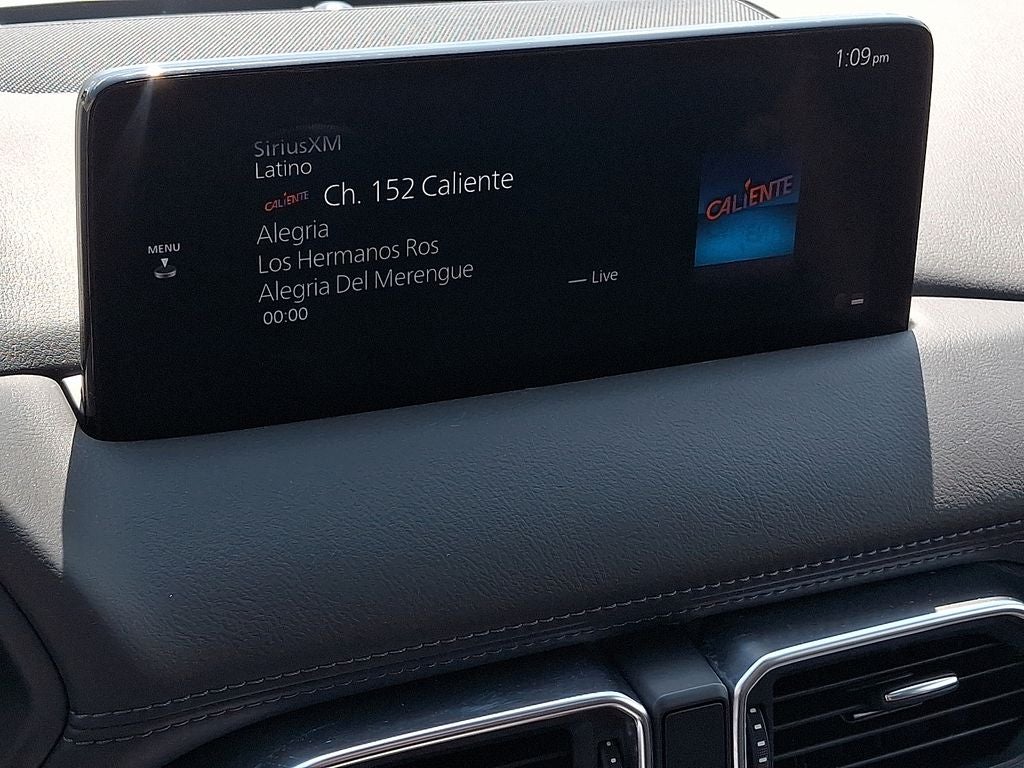 1:09pm
SiriusXM
Latino
CALIENTE Ch. 152 Caliente
CALIENTE
MENU
Alegria
Los Hermanos Ros
Alegria Del Merengue
— Live
00:00